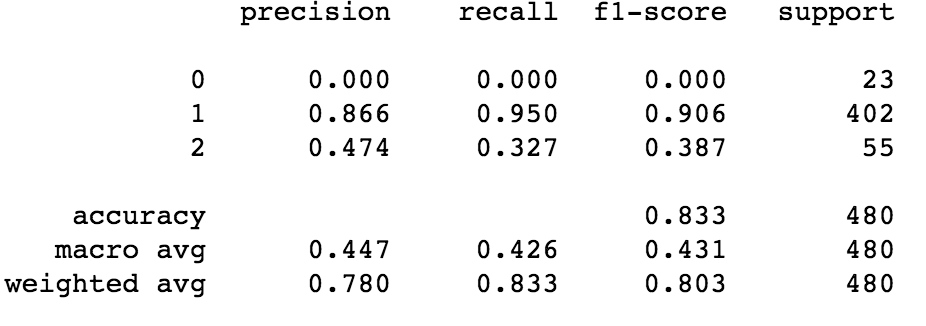 precision recall f1-score support
0 0.000 0.000 0.000 23
1 0.866 0.950 0.906 402
2 0.474 0.327 0.387 55
accuracy 0.833 480
macro avg 0.447 0.426 0.431 480
weighted avg 0.780 0.833 0.803 480